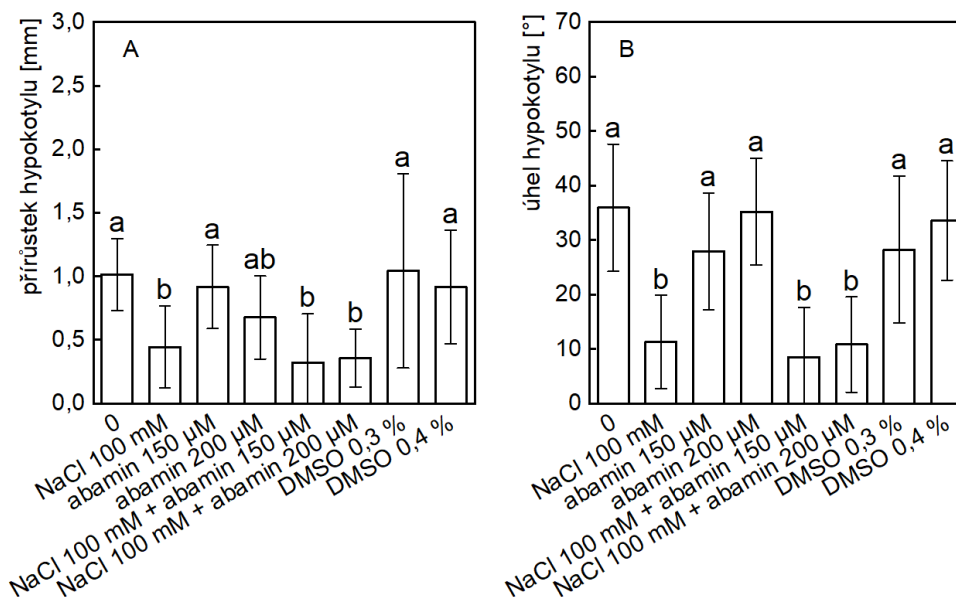 A
přírůstek hypokotylu [mm]
3,0
2,5
2,0
1,5
1,0
0,5
0,0
a
b
a
ab
b
b
a
a
0
NaCl 100 mM
abamin 150 µM
abamin 200 µM
NaCl 100 mM + abamin 150 µM
NaCl 100 mM + abamin 200 µM
DMSO 0,3 %
DMSO 0,4 %
B
úhel hypokotylu [°]
70
60
50
40
30
20
10
0
a
b
a
a
b
b
a
a
0
NaCl 100 mM
abamin 150 µM
abamin 200 µM
NaCl 100 mM + abamin 150 µM
NaCl 100 mM + abamin 200 µM
DMSO 0,3 %
DMSO 0,4 %